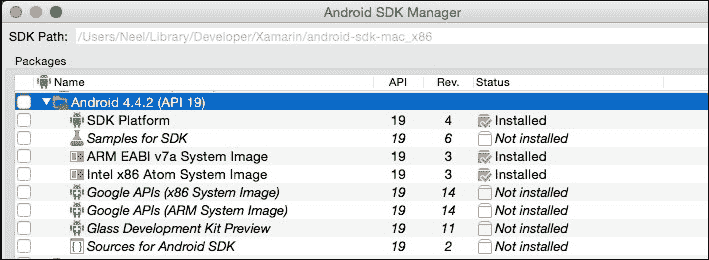 Android SDK Manager
SDK Path: /Users/Neel/Library/Developer/Xamarin/android-sdk-mac_x86
Packages
Name API Rev. Status
Android 4.4.2 (API 19)
SDK Platform 19 4 Installed
Samples for SDK 19 6 Not installed
ARM EABI v7a System Image 19 3 Installed
Intel x86 Atom System Image 19 3 Installed
Google APIs (x86 System Image) 19 14 Not installed
Google APIs (ARM System Image) 19 14 Not installed
Glass Development Kit Preview 19 11 Not installed
Sources for Android SDK 19 2 Not installed